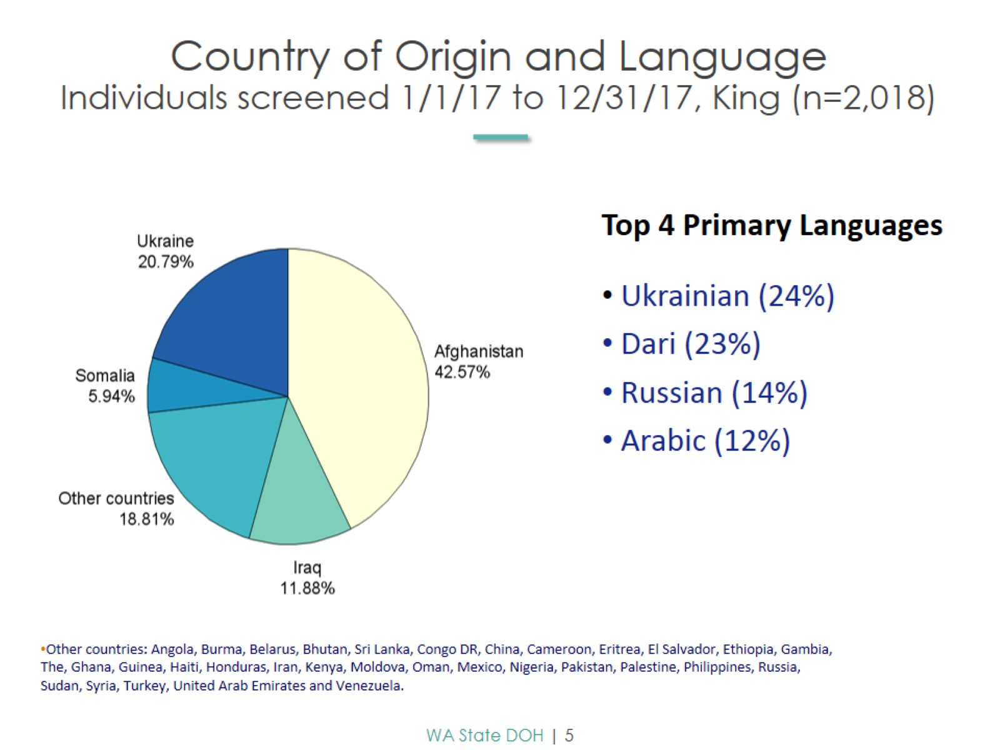 Country of Origin and Language
Individuals screened 1/1/17 to 12/31/17, King (n=2,018)
Ukraine
20.79%
Somalia
5.94%
Other countries
18.81%
Iraq
11.88%
Afghanistan
42.57%
Top 4 Primary Languages
• Ukrainian (24%)
• Dari (23%)
• Russian (14%)
• Arabic (12%)
•Other countries: Angola, Burma, Belarus, Bhutan, Sri Lanka, Congo DR, China, Cameroon, Eritrea, El Salvador, Ethiopia, Gambia,
The, Ghana, Guinea, Haiti, Honduras, Iran, Kenya, Moldova, Oman, Mexico, Nigeria, Pakistan, Palestine, Philippines, Russia,
Sudan, Syria, Turkey, United Arab Emirates and Venezuela.
WA State DOH | 5